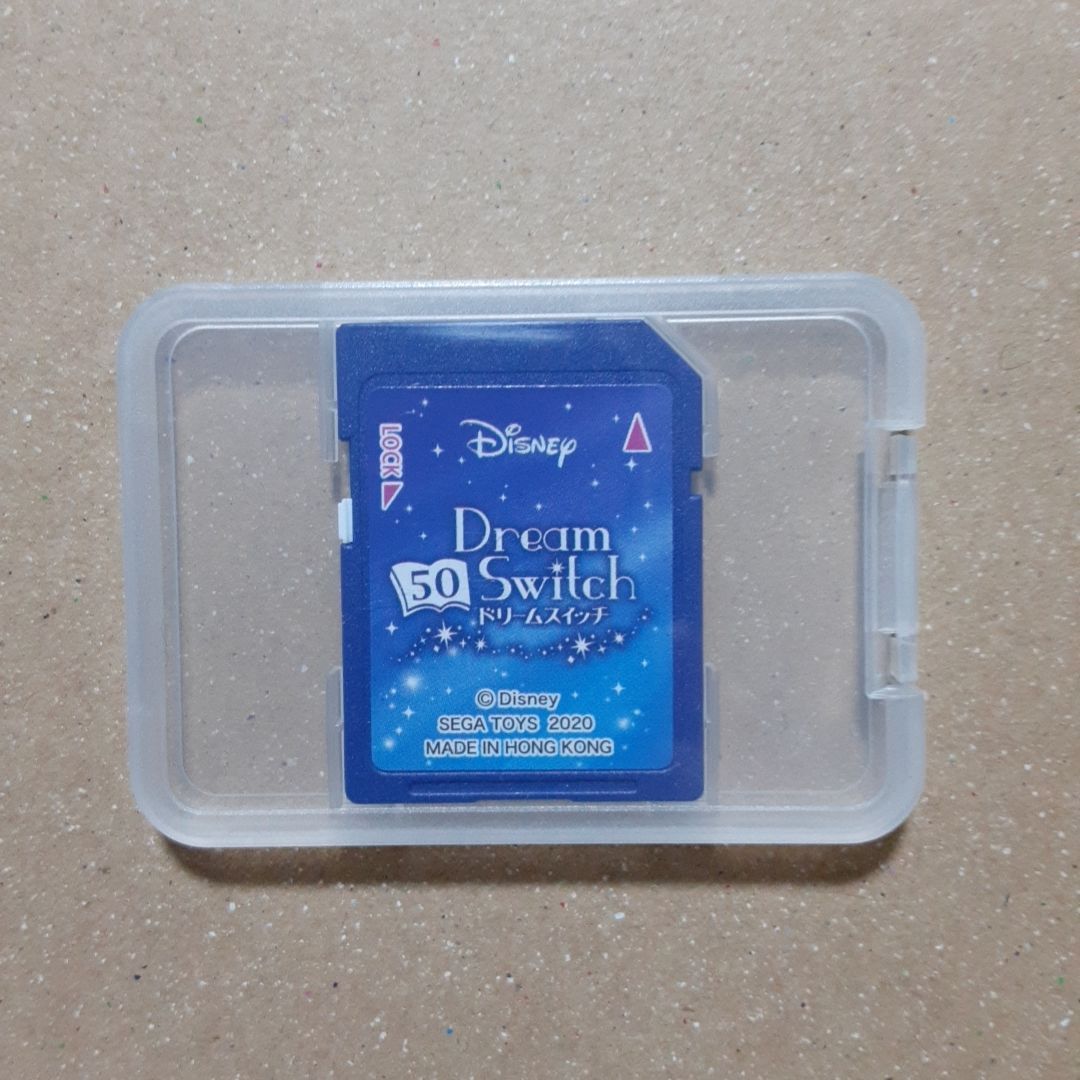 Disney
LOCK
Dream
50 Switch
ドリームスイッチ
© Disney
SEGA TOYS 2020
MADE IN HONG KONG